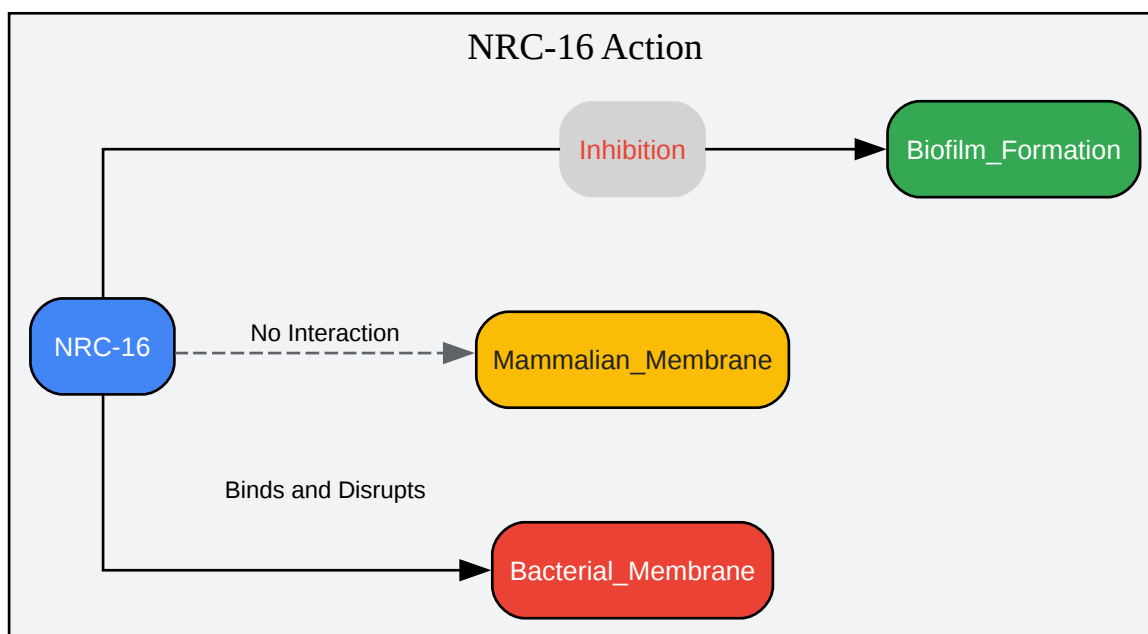 NRC-16 Action
Inhibition
Biofilm_Formation
NRC-16
No Interaction
Mammalian_Membrane
Binds and Disrupts
Bacterial_Membrane